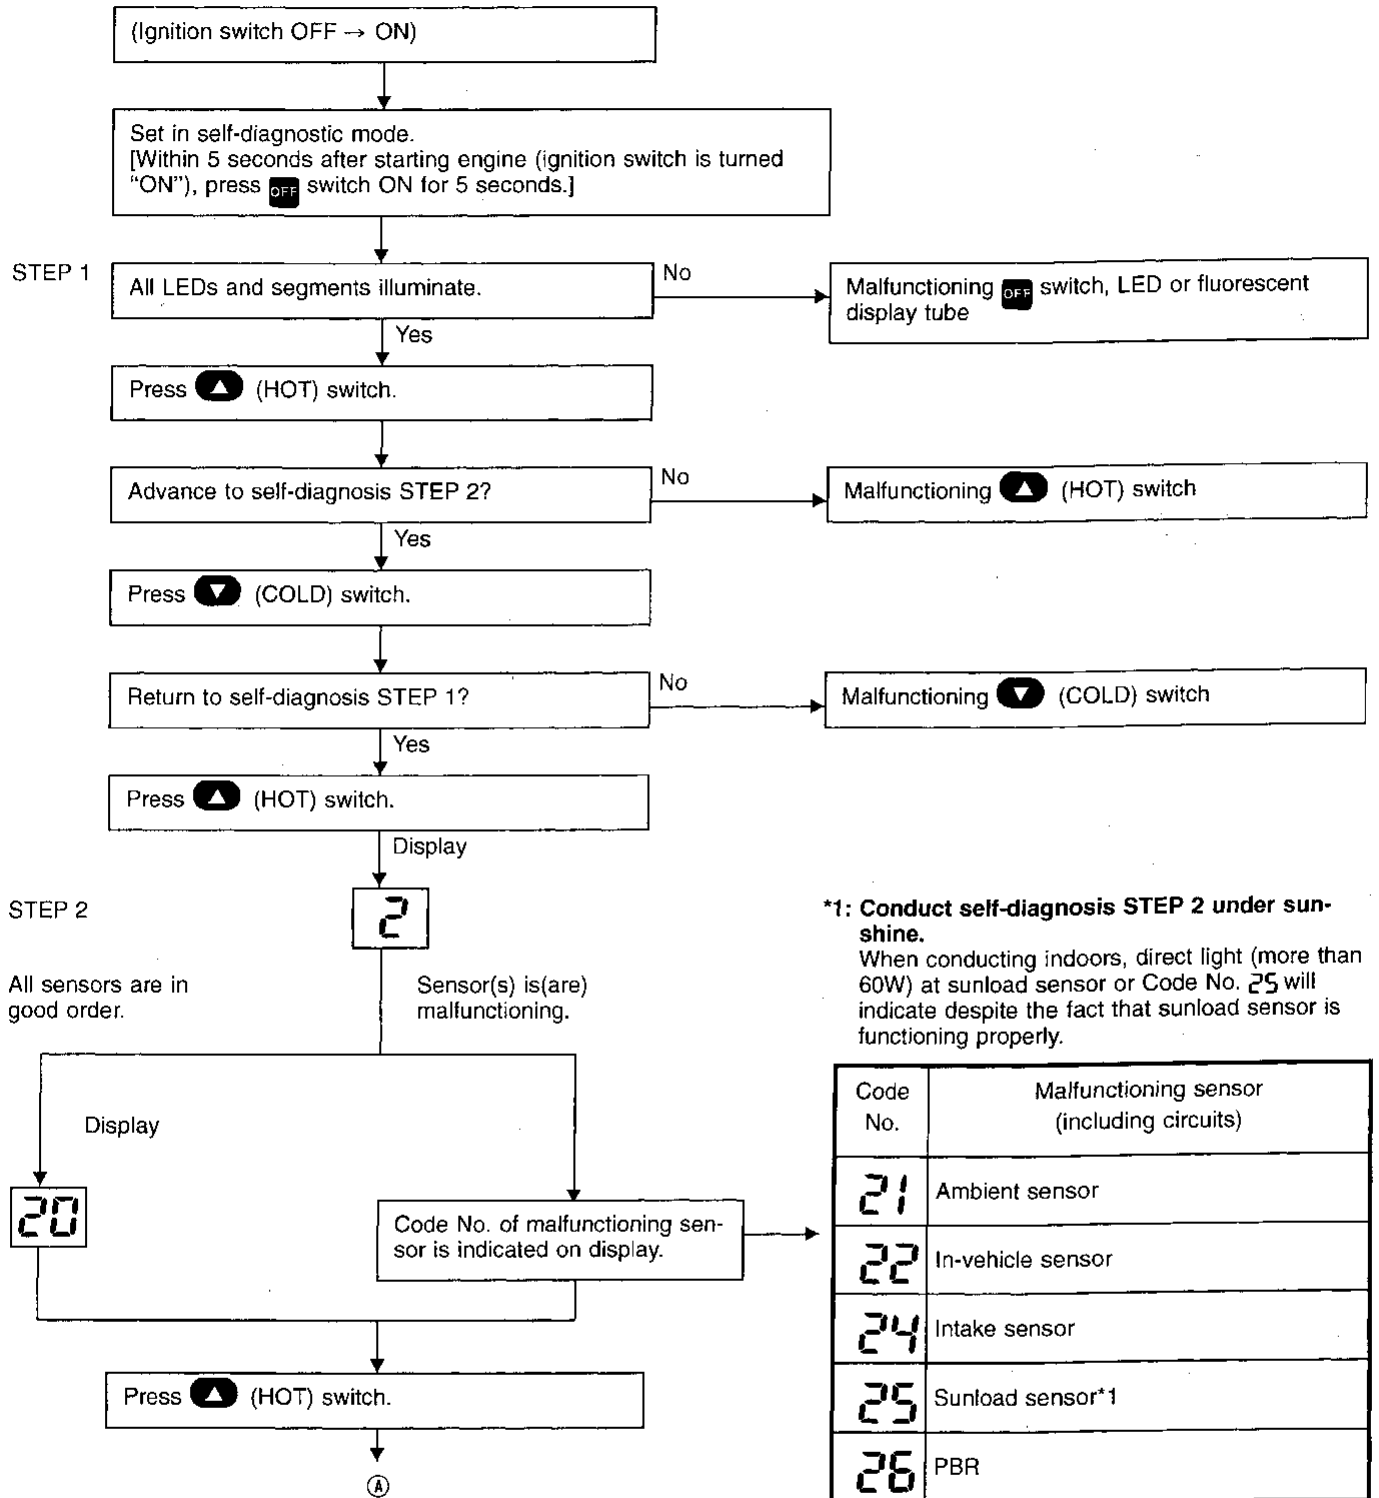 (Ignition switch OFF → ON)
Set in self-diagnostic mode.
[Within 5 seconds after starting engine (ignition switch is turned
“ON”), press OFF switch ON for 5 seconds.]
STEP 1
All LEDs and segments illuminate.
No
Malfunctioning OFF switch, LED or fluorescent
display tube
Yes
Press ▲ (HOT) switch.
Advance to self-diagnosis STEP 2?
No
Malfunctioning ▲ (HOT) switch
Yes
Press ▼ (COLD) switch.
Return to self-diagnosis STEP 1?
No
Malfunctioning ▼ (COLD) switch
Yes
Press ▲ (HOT) switch.
Display
2
STEP 2
All sensors are in
good order.
Sensor(s) is(are)
malfunctioning.
Display
20
Code No. of malfunctioning sen-
sor is indicated on display.
Press ▲ (HOT) switch.
Ⓐ
*1: Conduct self-diagnosis STEP 2 under sun-
shine.
When conducting indoors, direct light (more than
60W) at sunload sensor or Code No. 25 will
indicate despite the fact that sunload sensor is
functioning properly.
Code
No.
Malfunctioning sensor
(including circuits)
21 Ambient sensor
22 In-vehicle sensor
24 Intake sensor
25 Sunload sensor*1
26 PBR